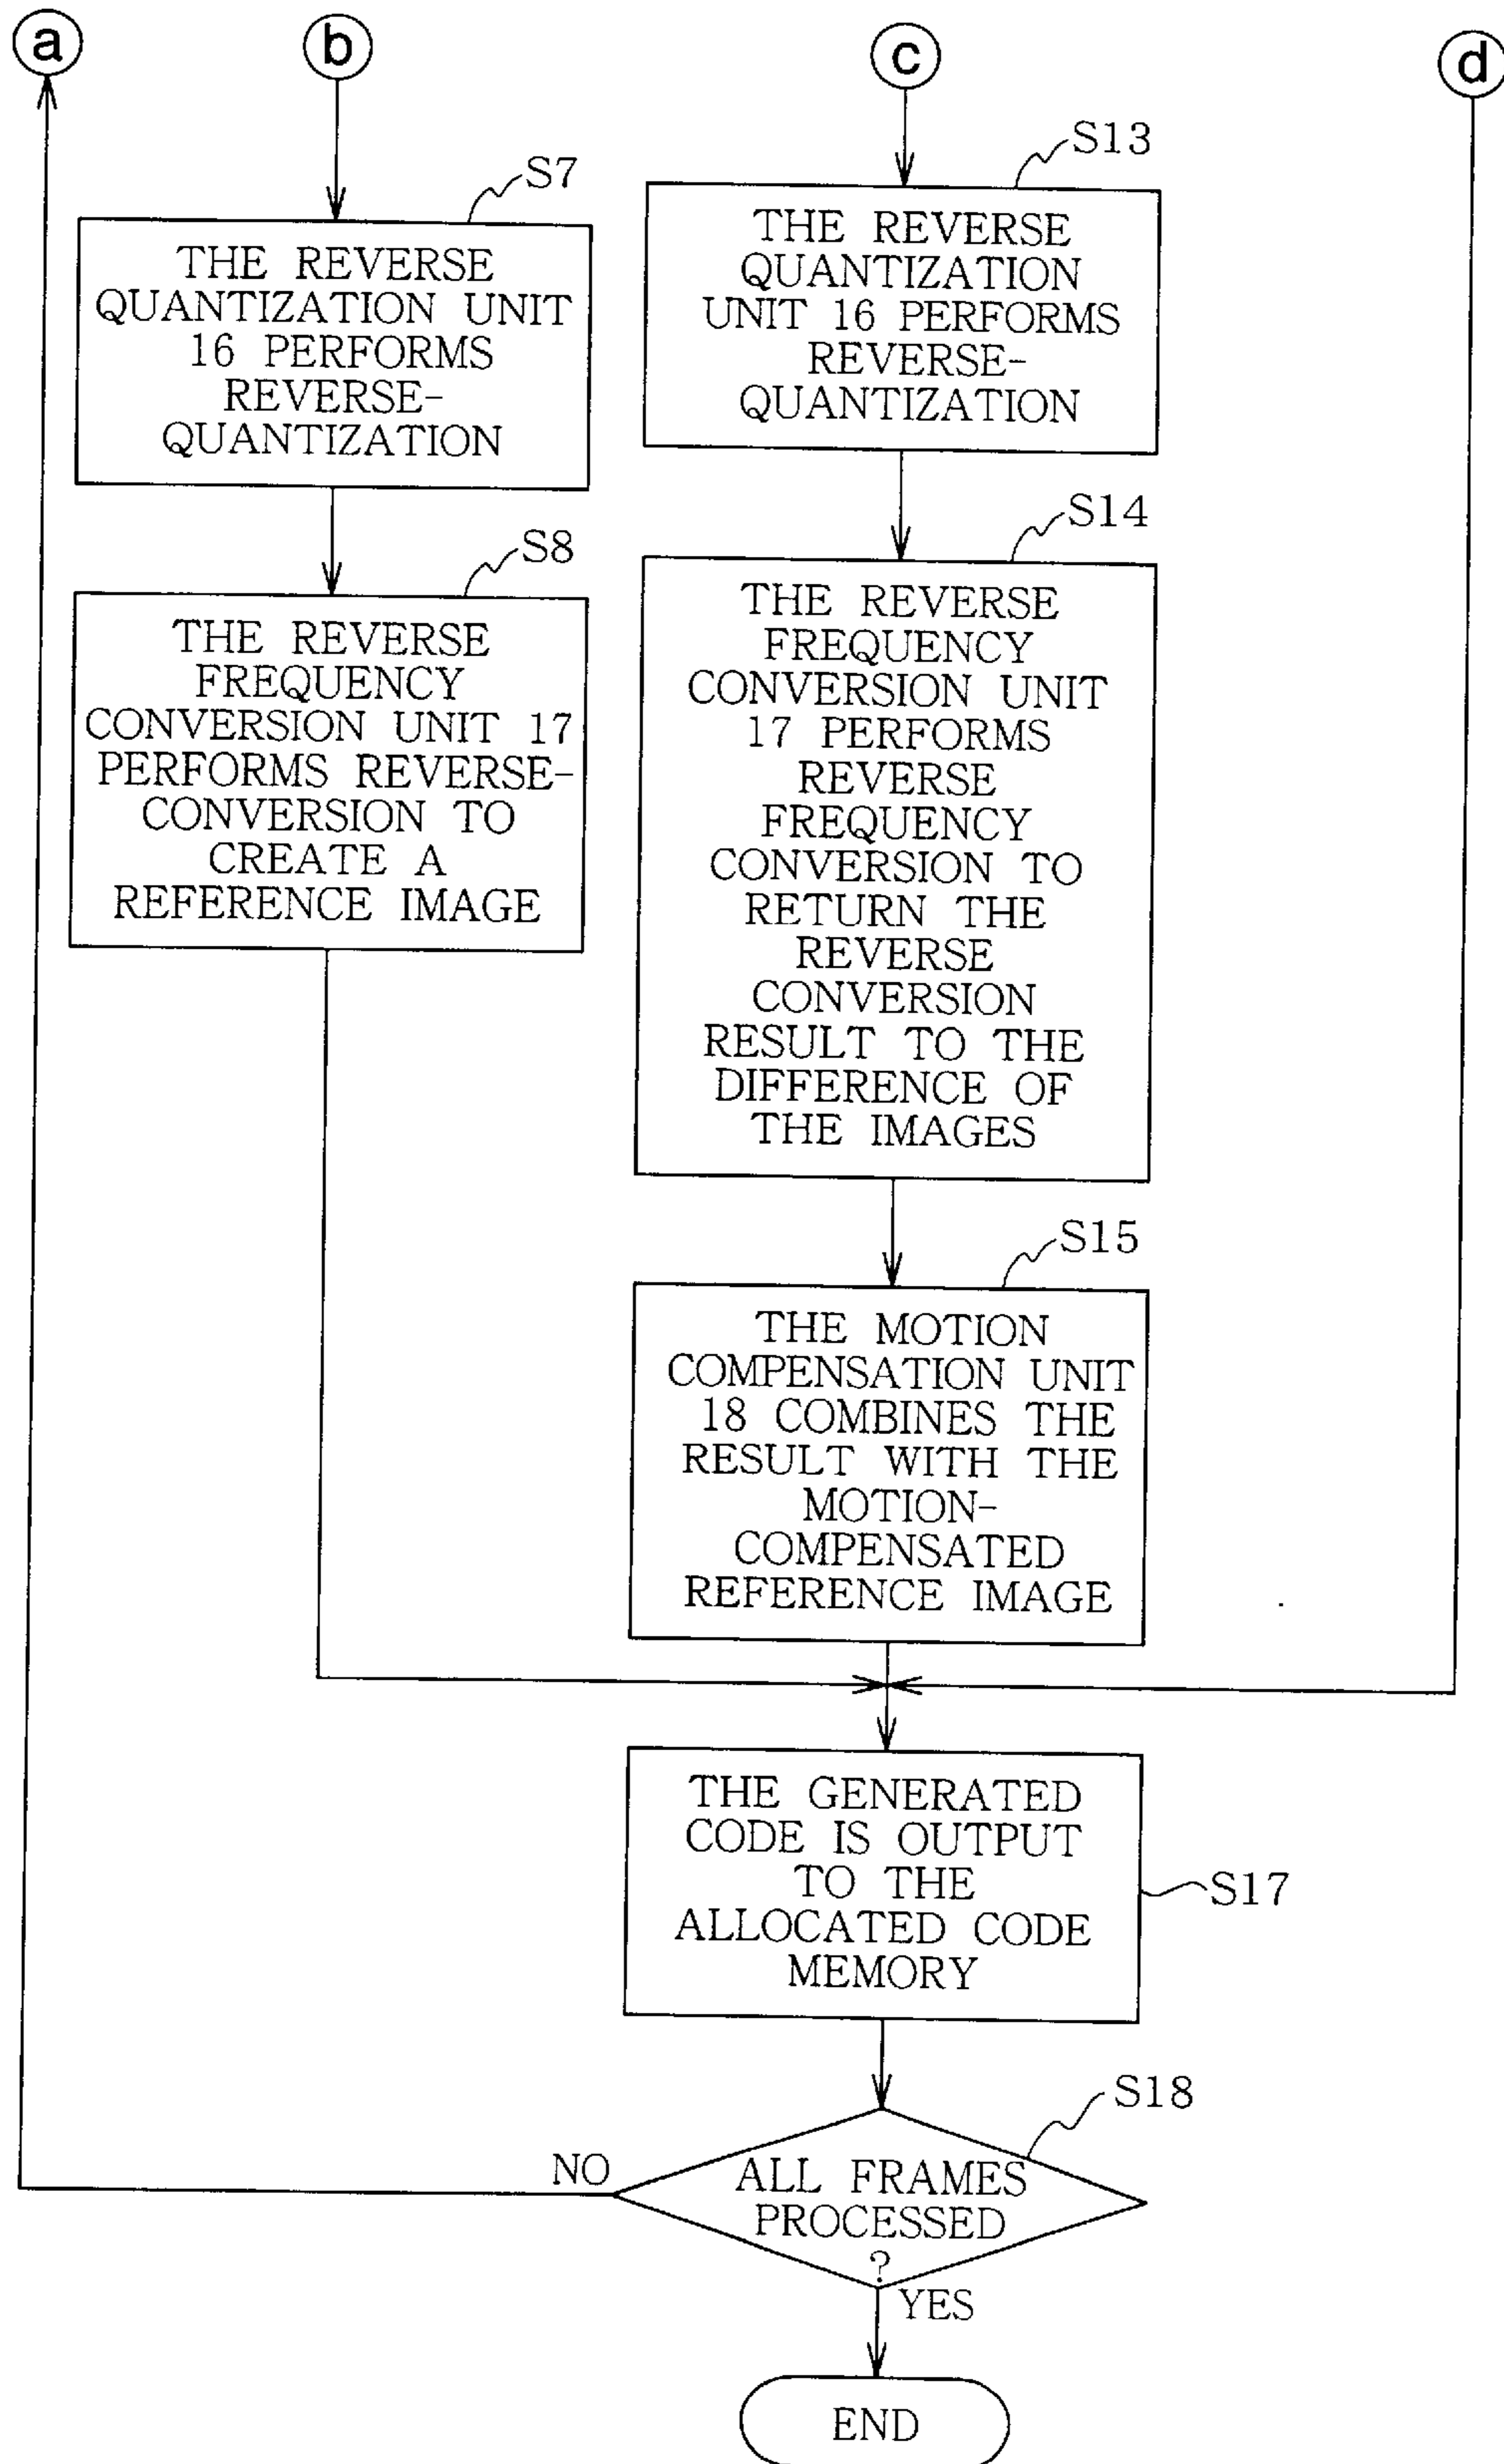 a
b
c
d
S7
THE REVERSE
QUANTIZATION UNIT
16 PERFORMS
REVERSE-
QUANTIZATION
S8
THE REVERSE
FREQUENCY
CONVERSION UNIT 17
PERFORMS REVERSE-
CONVERSION TO
CREATE A
REFERENCE IMAGE
S13
THE REVERSE
QUANTIZATION
UNIT 16 PERFORMS
REVERSE-
QUANTIZATION
S14
THE REVERSE
FREQUENCY
CONVERSION UNIT
17 PERFORMS
REVERSE
FREQUENCY
CONVERSION TO
RETURN THE
REVERSE
CONVERSION
RESULT TO THE
DIFFERENCE OF
THE IMAGES
S15
THE MOTION
COMPENSATION UNIT
18 COMBINES THE
RESULT WITH THE
MOTION-
COMPENSATED
REFERENCE IMAGE
THE GENERATED
CODE IS OUTPUT
TO THE
ALLOCATED CODE
MEMORY
S17
S18
NO
ALL FRAMES
PROCESSED
?
YES
END